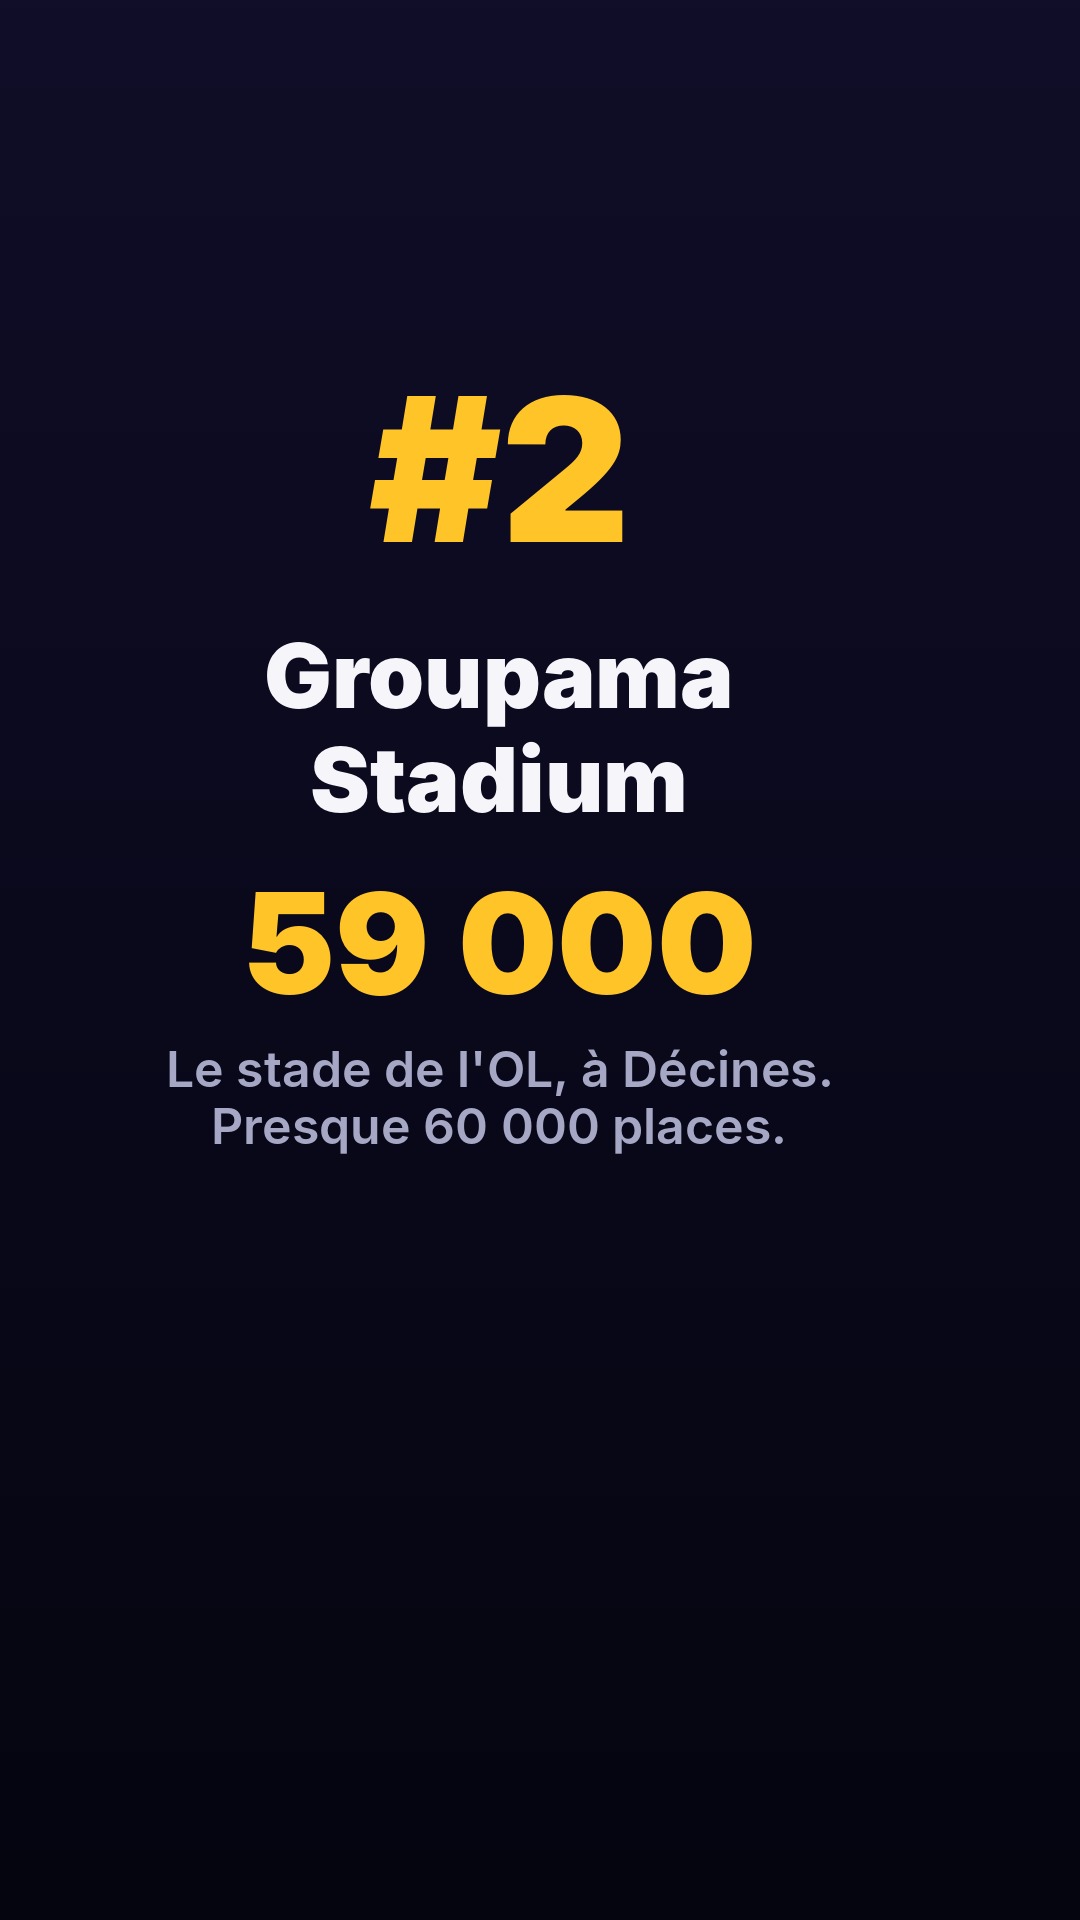 #2
Groupama
Stadium
59 000
Le stade de l'OL, à Décines.
Presque 60 000 places.